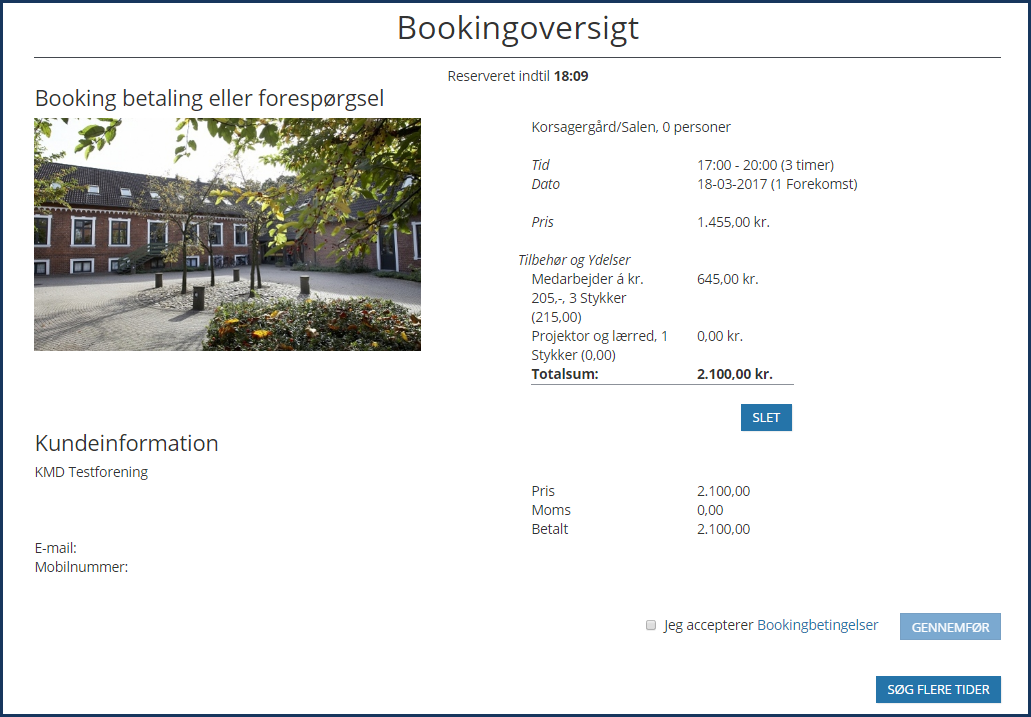 Bookingoversigt
Reserveret indtil 18:09
Booking betaling eller forespørgsel
Korsagergård/Salen, 0 personer
Tid 17:00 - 20:00 (3 timer)
Dato 18-03-2017 (1 Forekomst)
Pris 1.455,00 kr.
Tilbehør og Ydelser
Medarbejder á kr. 645,00 kr.
205,-, 3 Stykker
(215,00)
Projektor og lærred, 1 0,00 kr.
Stykker (0,00)
Totalsum: 2.100,00 kr.
SLET
Kundeinformation
KMD Testforening
Pris 2.100,00
Moms 0,00
Betalt 2.100,00
E-mail:
Mobilnummer:
Jeg accepterer Bookingbetingelser
GENNEMFØR
SØG FLERE TIDER